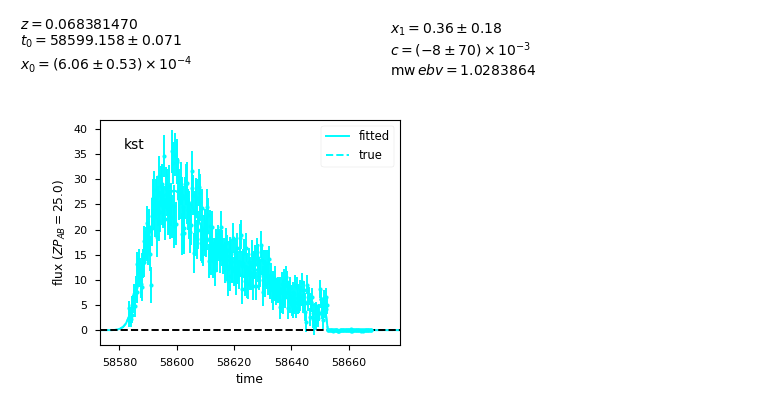 z = 0.068381470
t₀ = 58599.158 ± 0.071
x₀ = (6.06 ± 0.53) × 10⁻⁴
x₁ = 0.36 ± 0.18
c = (−8 ± 70) × 10⁻³
mw ebv = 1.0283864
kst
fitted
true
flux (ZP_AB = 25.0)
40
35
30
25
20
15
10
5
0
58580 58600 58620 58640 58660
time